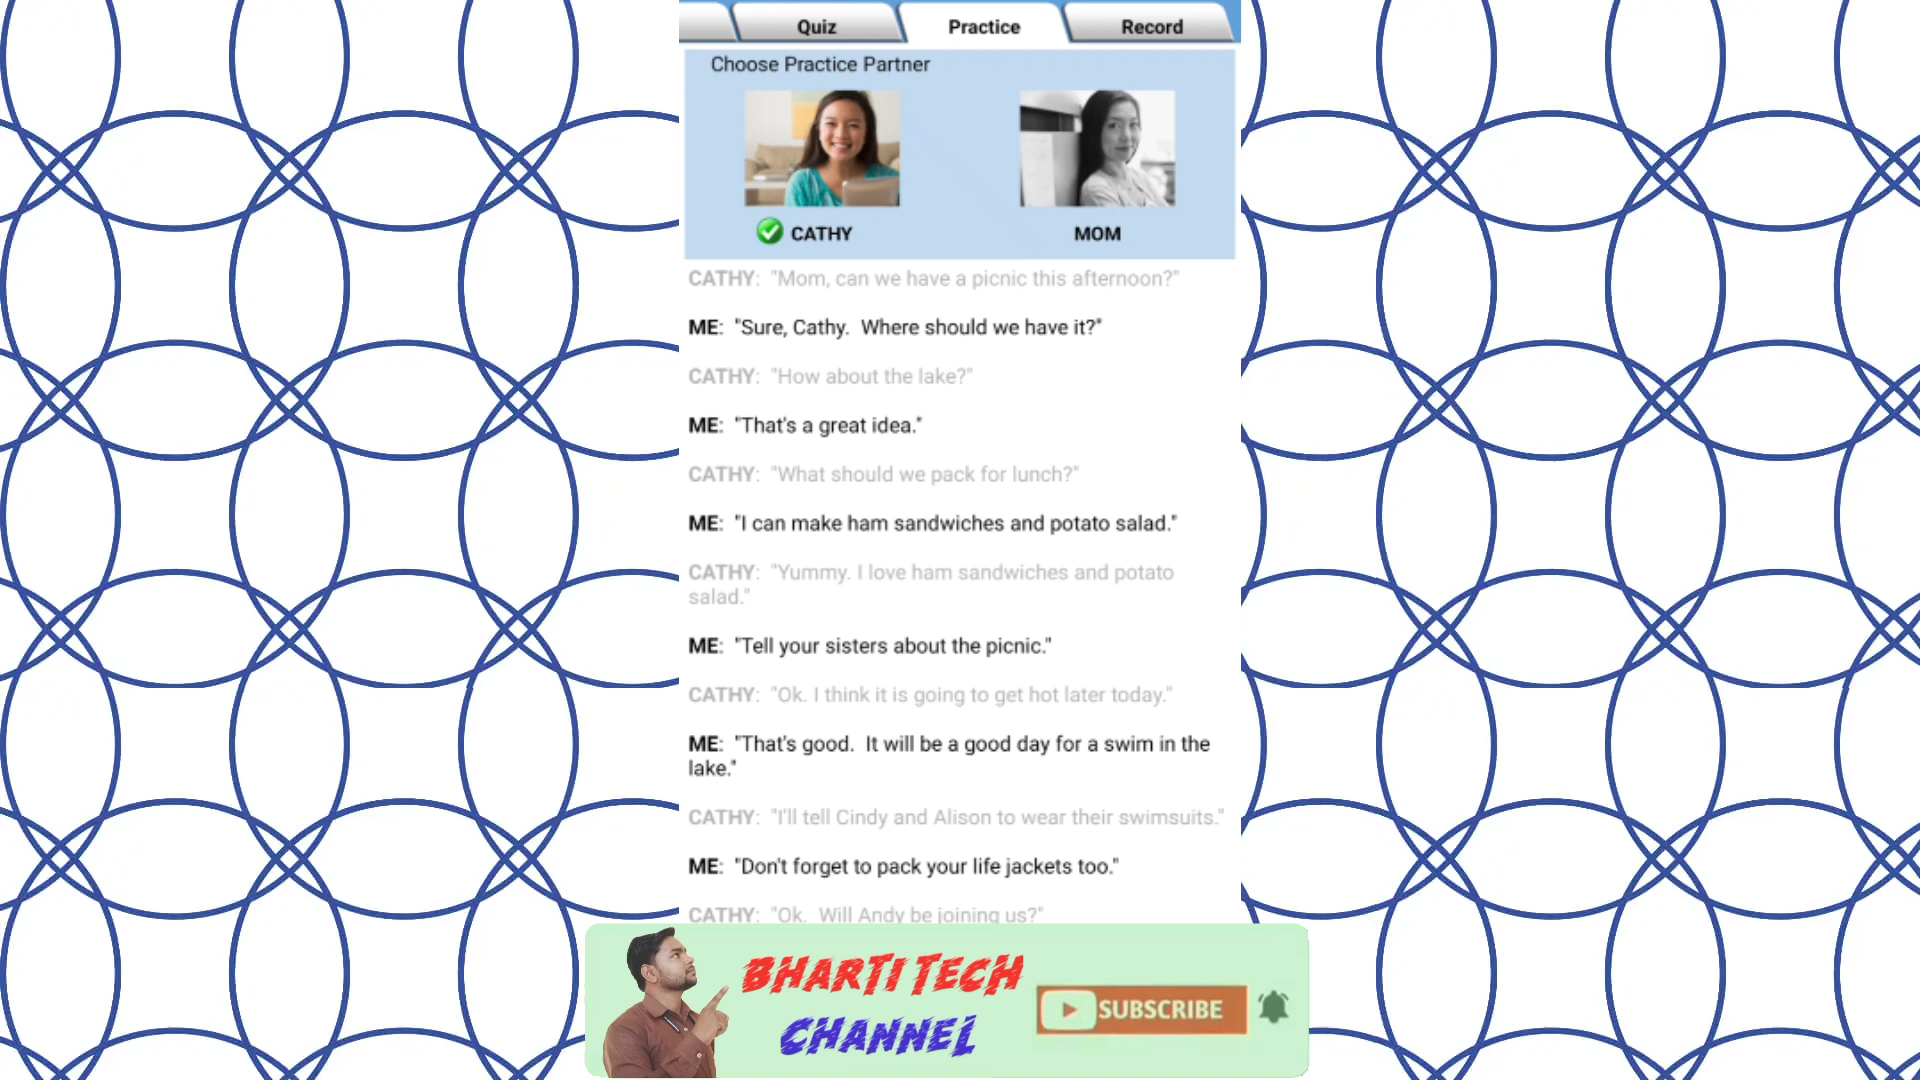 Quiz Practice Record
Choose Practice Partner
CATHY MOM
CATHY: "Mom, can we have a picnic this afternoon?"
ME: "Sure, Cathy. Where should we have it?"
CATHY: "How about the lake?"
ME: "That's a great idea."
CATHY: "What should we pack for lunch?"
ME: "I can make ham sandwiches and potato salad."
CATHY: "Yummy. I love ham sandwiches and potato
salad."
ME: "Tell your sisters about the picnic."
CATHY: "Ok. I think it is going to get hot later today."
ME: "That's good. It will be a good day for a swim in the
lake."
CATHY: "I'll tell Cindy and Alison to wear their swimsuits."
ME: "Don't forget to pack your life jackets too."
CATHY: "Ok. Will Andy be joining us?"
BHARTI TECH
CHANNEL
SUBSCRIBE